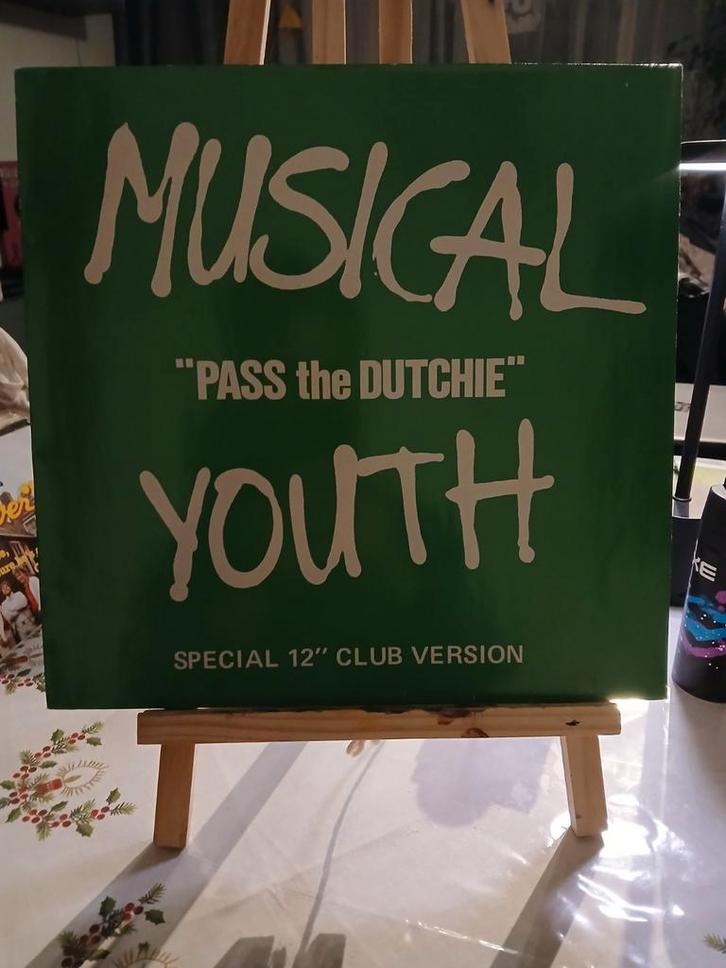 MUSICAL
"PASS the DUTCHIE"
YOUTH
SPECIAL 12" CLUB VERSION